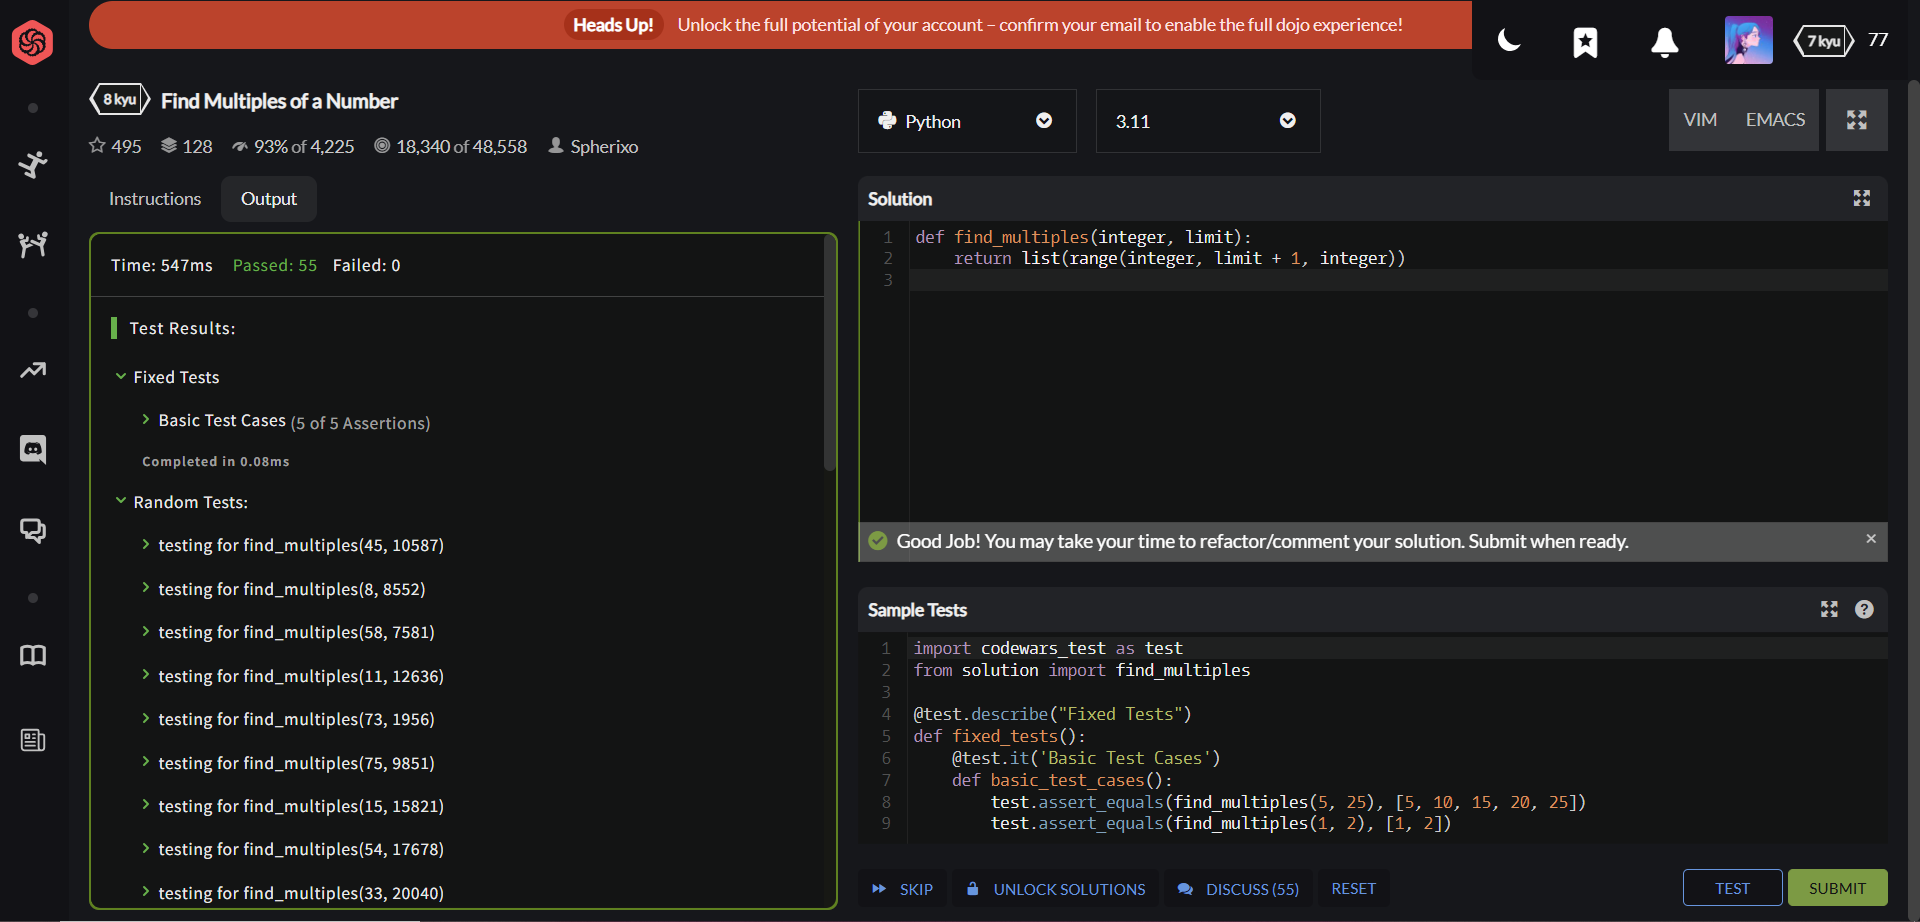 Heads Up! Unlock the full potential of your account – confirm your email to enable the full dojo experience!
7 kyu 77
8 kyu Find Multiples of a Number
495 128 93% of 4,225 18,340 of 48,558 Spherixo
Instructions Output
Time: 547ms Passed: 55 Failed: 0
Test Results:
Fixed Tests
Basic Test Cases (5 of 5 Assertions)
Completed in 0.08ms
Random Tests:
testing for find_multiples(45, 10587)
testing for find_multiples(8, 8552)
testing for find_multiples(58, 7581)
testing for find_multiples(11, 12636)
testing for find_multiples(73, 1956)
testing for find_multiples(75, 9851)
testing for find_multiples(15, 15821)
testing for find_multiples(54, 17678)
testing for find_multiples(33, 20040)
Python 3.11 VIM EMACS
Solution
1 def find_multiples(integer, limit):
2     return list(range(integer, limit + 1, integer))
3
Good Job! You may take your time to refactor/comment your solution. Submit when ready. ×
Sample Tests
1 import codewars_test as test
2 from solution import find_multiples
3
4 @test.describe("Fixed Tests")
5 def fixed_tests():
6     @test.it('Basic Test Cases')
7     def basic_test_cases():
8         test.assert_equals(find_multiples(5, 25), [5, 10, 15, 20, 25])
9         test.assert_equals(find_multiples(1, 2), [1, 2])
SKIP UNLOCK SOLUTIONS DISCUSS (55) RESET TEST SUBMIT